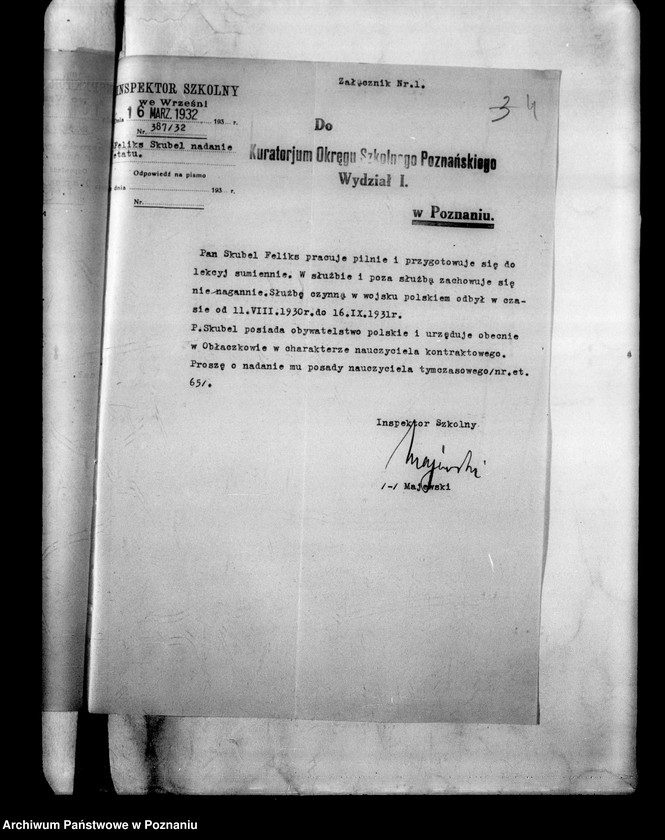 Załącznik Nr.1.
INSPEKTOR SZKOLNY
we Wrześni
dnia 16 MARZ. 1932 193 r.
Nr. 387/32
Feliks Skubel nadanie
etatu.
Odpowiedź na pismo
dnia 193 r.
Nr.
3 4
Do
Kuratorjum Okręgu Szkolnego Poznańskiego
Wydział I.
w Poznaniu.
Pan Skubel Feliks pracuje pilnie i przygotowuje się do
lekcyj sumiennie. W służbie i poza służbą zachowuje się
nie-nagannie.Służbę czynną w wojsku polskiem odbył w cza-
sie od 11.VIII.1930r.do 16.IX.1931r.
P.Skubel posiada obywatelstwo polskie i urzęduje obecnie
w Obłaczkowie w charakterze nauczyciela kontraktowego.
Proszę o nadanie mu posady nauczyciela tymczasowego/nr.et.
65/.
Inspektor Szkolny
Majewski
/-/ Majewski
Archiwum Państwowe w Poznaniu